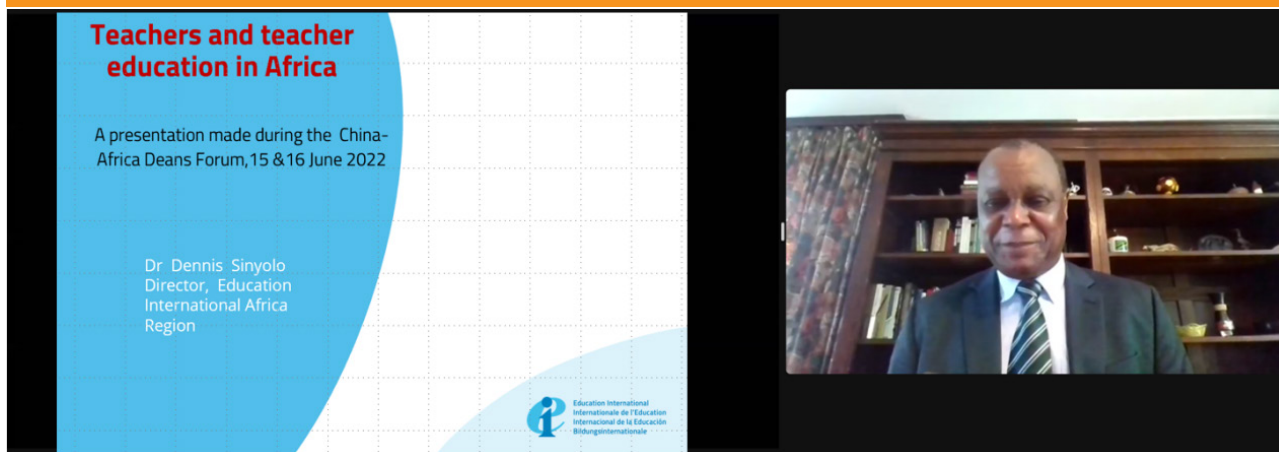 Teachers and teacher
education in Africa
A presentation made during the China-
Africa Deans Forum,15 &16 June 2022
Dr Dennis Sinyolo
Director, Education
International Africa
Region
Education International
Internationale de l'Education
Internacional de la Educación
Bildungsinternationale